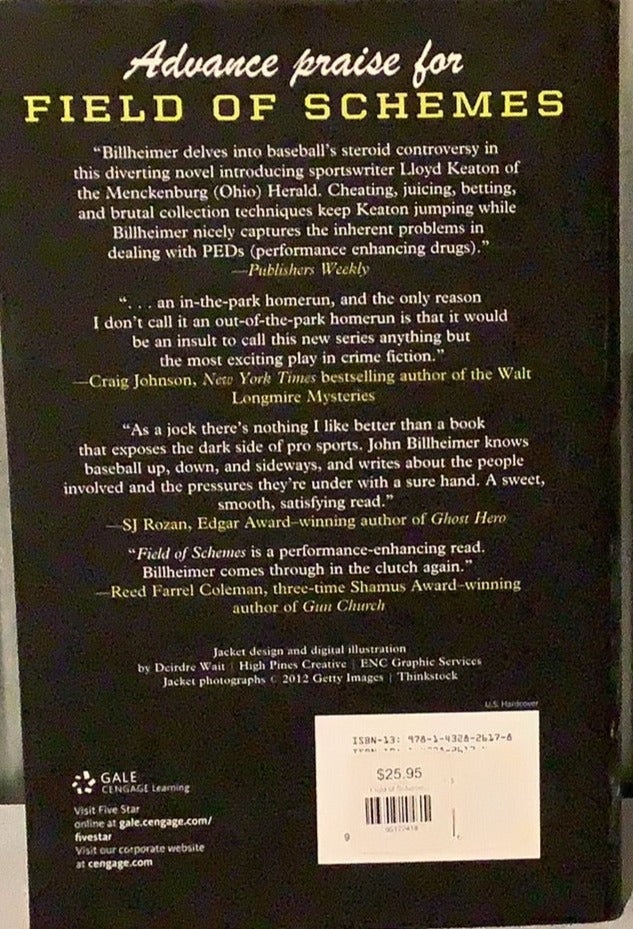 Advance praise for
FIELD OF SCHEMES
“Billheimer delves into baseball’s steroid controversy in
this diverting novel introducing sportswriter Lloyd Keaton of
the Menckenburg (Ohio) Herald. Cheating, juicing, betting,
and brutal collection techniques keep Keaton jumping while
Billheimer nicely captures the inherent problems in
dealing with PEDs (performance enhancing drugs).”
—Publishers Weekly
“. . . an in-the-park homerun, and the only reason
I don’t call it an out-of-the-park homerun is that it would
be an insult to call this new series anything but
the most exciting play in crime fiction.”
—Craig Johnson, New York Times bestselling author of the Walt
Longmire Mysteries
“As a jock there’s nothing I like better than a book
that exposes the dark side of pro sports. John Billheimer knows
baseball up, down, and sideways, and writes about the people
involved and the pressures they’re under with a sure hand. A sweet,
smooth, satisfying read.”
—SJ Rozan, Edgar Award–winning author of Ghost Hero
“Field of Schemes is a performance-enhancing read.
Billheimer comes through in the clutch again.”
—Reed Farrel Coleman, three-time Shamus Award–winning
author of Gun Church
Jacket design and digital illustration
by Deirdre Wait | High Pines Creative | ENC Graphic Services
Jacket photographs © 2012 Getty Images | Thinkstock
U.S. Hardcover
ISBN-13: 978-1-4328-2617-8
$25.95
9
GALE
CENGAGE Learning
Visit Five Star
online at gale.cengage.com/
fivestar
Visit our corporate website
at cengage.com